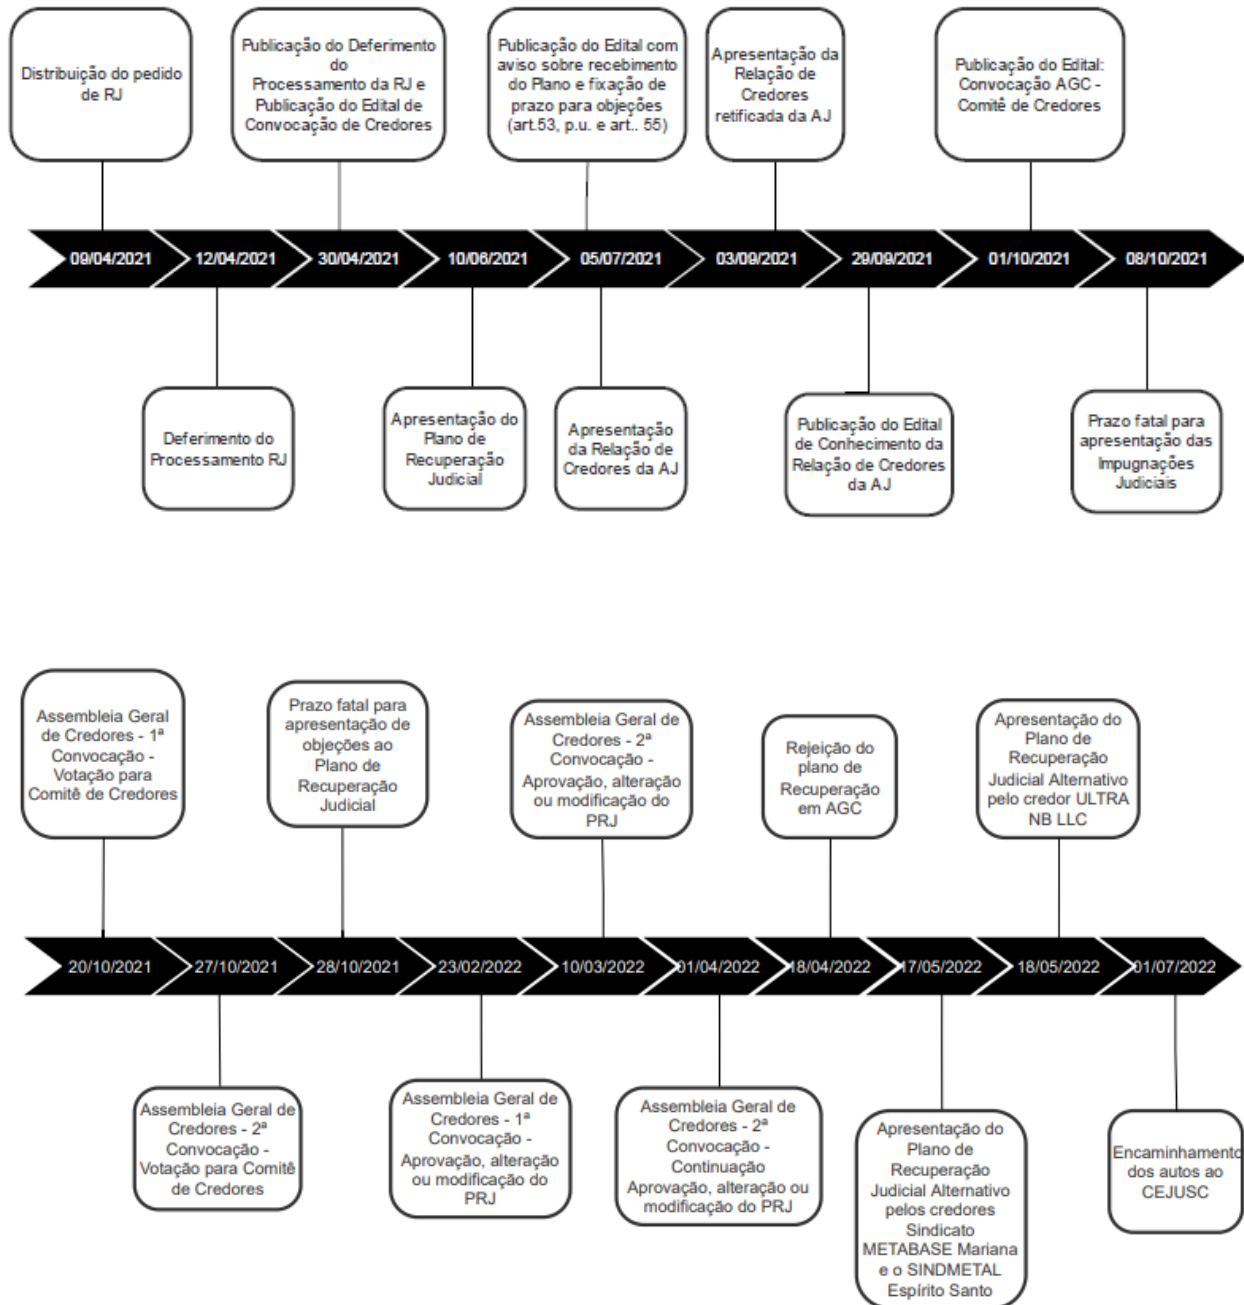 Distribuição do pedido
de RJ
Publicação do Deferimento
do
Processamento da RJ e
Publicação do Edital de
Convocação de Credores
Publicação do Edital com
aviso sobre recebimento
do Plano e fixação de
prazo para objeções
(art.53, p.u. e art.. 55)
Apresentação da
Relação de
Credores
retificada da AJ
Publicação do Edital:
Convocação AGC -
Comitê de Credores
09/04/2021
12/04/2021
30/04/2021
10/06/2021
05/07/2021
03/09/2021
29/09/2021
01/10/2021
08/10/2021
Deferimento do
Processamento RJ
Apresentação do
Plano de
Recuperação
Judicial
Apresentação
da Relação de
Credores da AJ
Publicação do Edital
de Conhecimento da
Relação de Credores
da AJ
Prazo fatal para
apresentação das
Impugnações
Judiciais
Assembleia Geral
de Credores - 1ª
Convocação -
Votação para
Comitê de Credores
Prazo fatal para
apresentação de
objeções ao
Plano de
Recuperação
Judicial
Assembleia Geral de
Credores - 2ª
Convocação -
Aprovação, alteração
ou modificação do
PRJ
Rejeição do
plano de
Recuperação
em AGC
Apresentação do
Plano de
Recuperação
Judicial Alternativo
pelo credor ULTRA
NB LLC
20/10/2021
27/10/2021
28/10/2021
23/02/2022
10/03/2022
01/04/2022
18/04/2022
17/05/2022
18/05/2022
01/07/2022
Assembleia Geral de
Credores - 2ª
Convocação -
Votação para Comitê
de Credores
Assembleia Geral de
Credores - 1ª
Convocação -
Aprovação, alteração
ou modificação do
PRJ
Assembleia Geral de
Credores - 2ª
Convocação -
Continuação
Aprovação, alteração ou
modificação do PRJ
Apresentação do
Plano de
Recuperação
Judicial Alternativo
pelos credores
Sindicato
METABASE Mariana
e o SINDMETAL
Espírito Santo
Encaminhamento
dos autos ao
CEJUSC